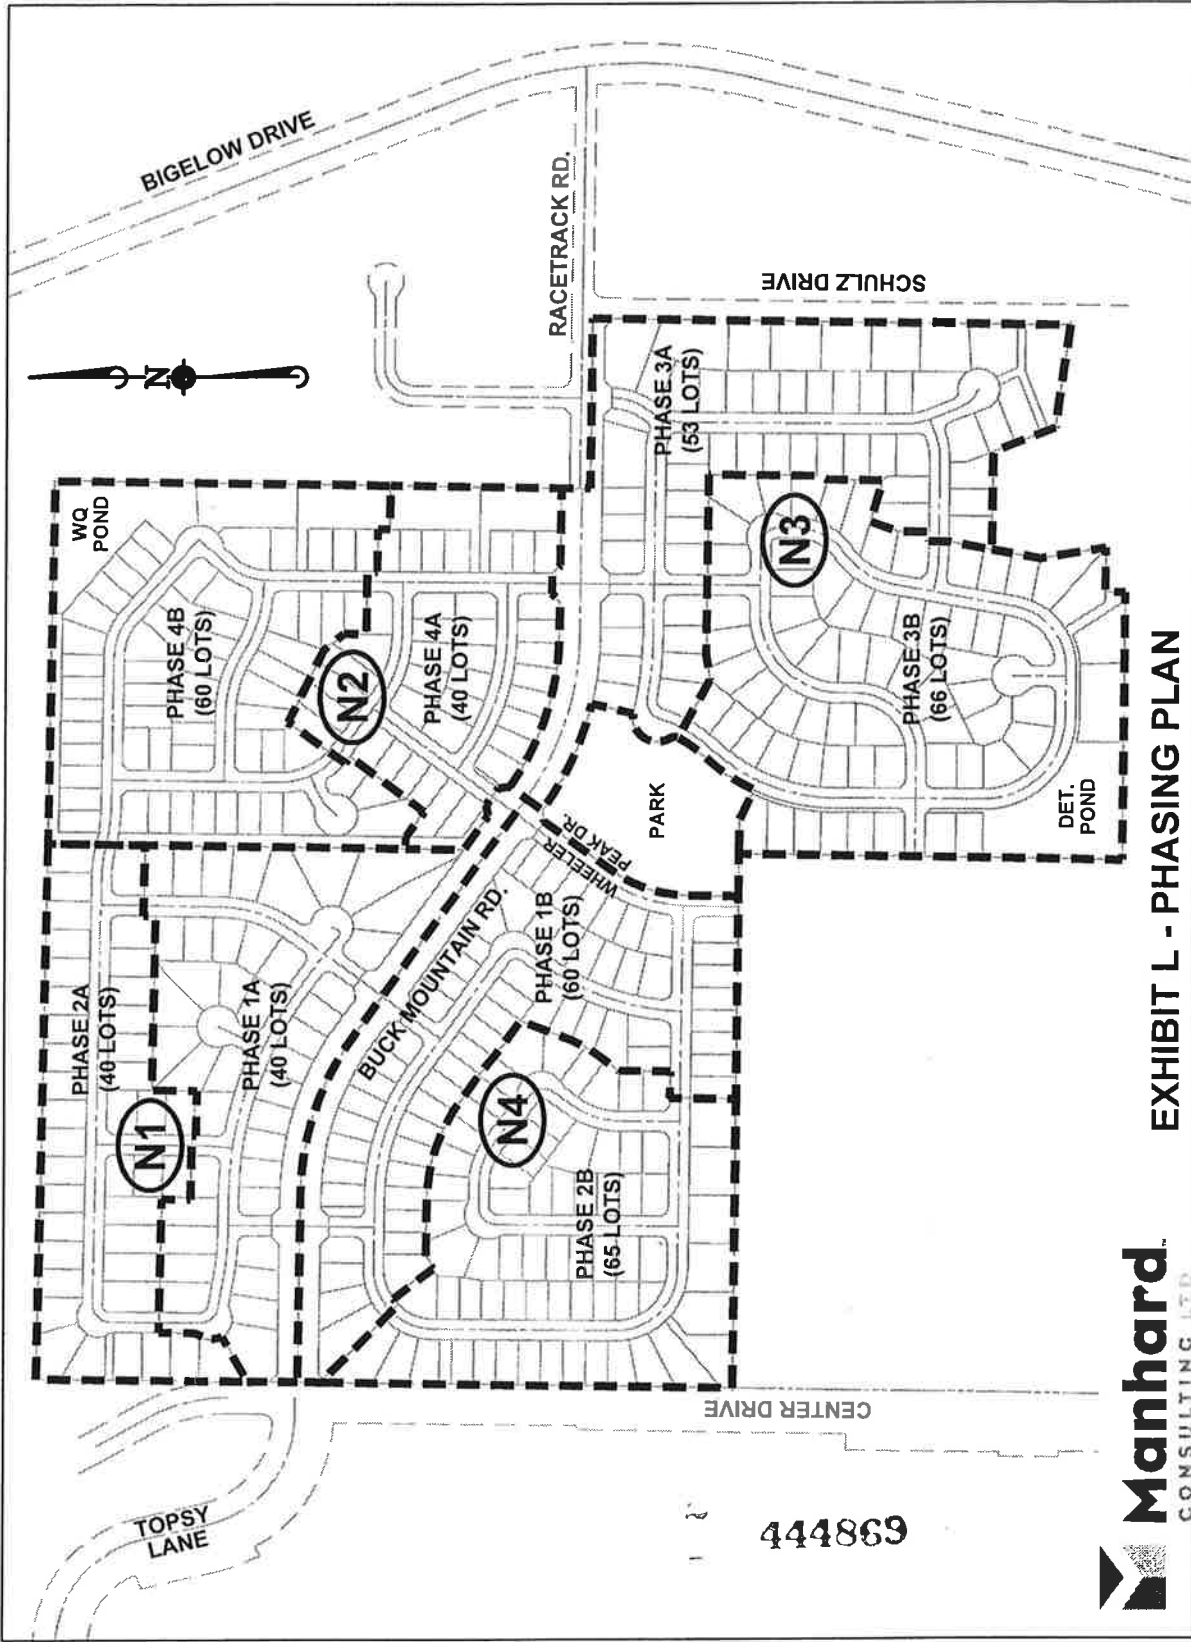 BIGELOW DRIVE
RACETRACK RD.
SCHULZ DRIVE
N
WQ
POND
PHASE 4B
(60 LOTS)
N2
PHASE 4A
(40 LOTS)
PHASE 3A
(53 LOTS)
N3
PHASE 3B
(66 LOTS)
DET.
POND
PARK
WHEELER
PEAK DR.
PHASE 2A
(40 LOTS)
N1
PHASE 1A
(40 LOTS)
BUCK MOUNTAIN RD.
PHASE 1B
(60 LOTS)
N4
PHASE 2B
(65 LOTS)
CENTER DRIVE
TOPSY
LANE
444869
EXHIBIT L - PHASING PLAN
Manhard™
CONSULTING LTD